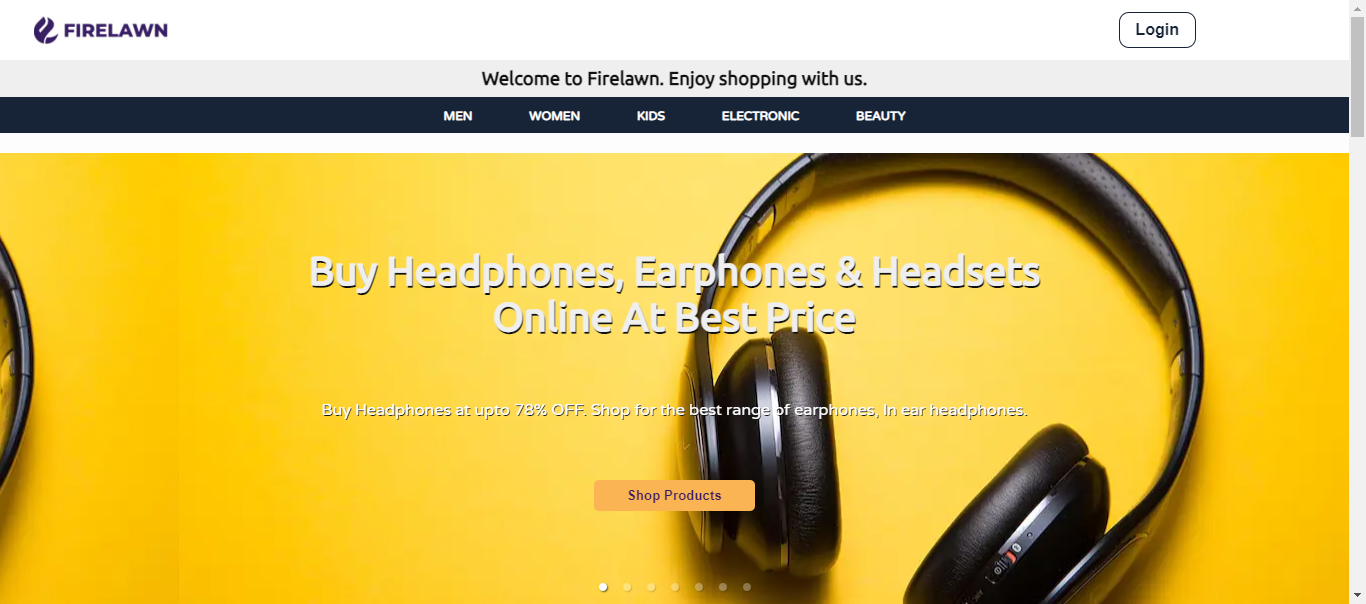 FIRELAWN
Login
Welcome to Firelawn. Enjoy shopping with us.
MEN WOMEN KIDS ELECTRONIC BEAUTY
Buy Headphones, Earphones & Headsets
Online At Best Price
Buy Headphones at upto 78% OFF. Shop for the best range of earphones, In ear headphones.
Shop Products